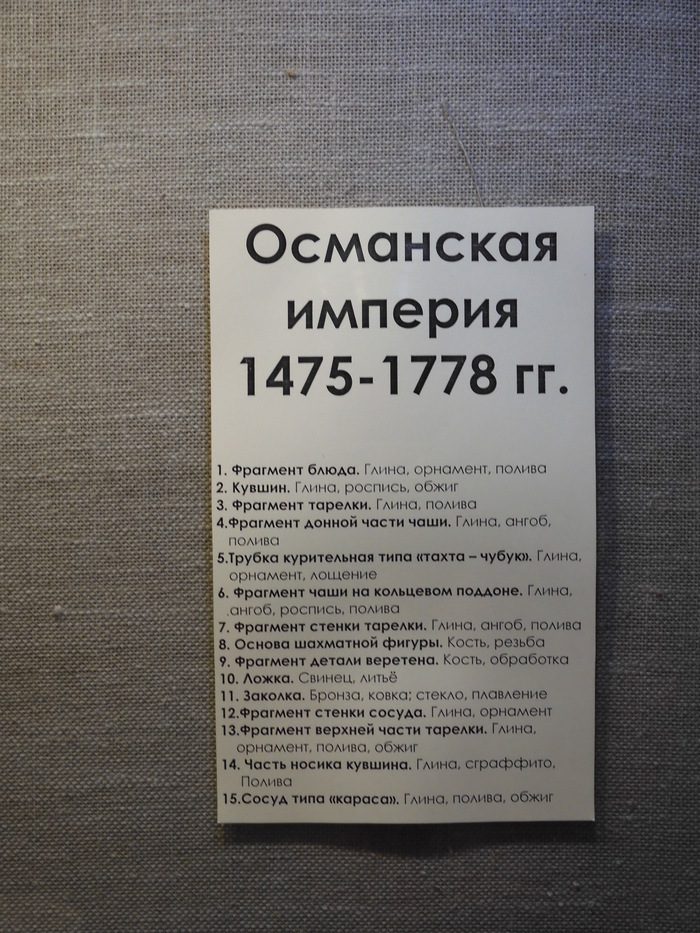 Османская
империя
1475-1778 гг.
1. Фрагмент блюда. Глина, орнамент, полива
2. Кувшин. Глина, роспись, обжиг
3. Фрагмент тарелки. Глина, полива
4.Фрагмент донной части чаши. Глина, ангоб,
полива
5.Трубка курительная типа «тахта – чубук». Глина,
орнамент, лощение
6. Фрагмент чаши на кольцевом поддоне. Глина,
.ангоб, роспись, полива
7. Фрагмент стенки тарелки. Глина, ангоб, полива
8. Основа шахматной фигуры. Кость, резьба
9. Фрагмент детали веретена. Кость, обработка
10. Ложка. Свинец, литьё
11. Заколка. Бронза, ковка; стекло, плавление
12.Фрагмент стенки сосуда. Глина, орнамент
13.Фрагмент верхней части тарелки. Глина,
орнамент, полива, обжиг
14. Часть носика кувшина. Глина, сграффито,
Полива
15.Сосуд типа «караса». Глина, полива, обжиг